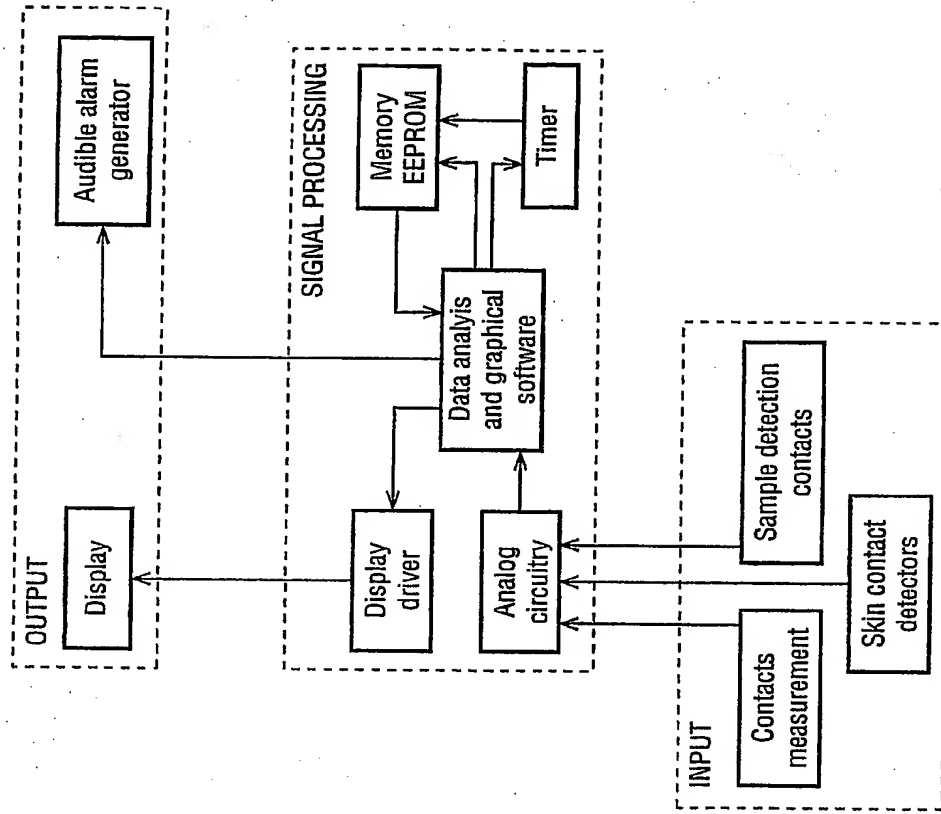 OUTPUT
Display
Audible alarm
generator
SIGNAL PROCESSING
Display
driver
Memory
EEPROM
Data analyis
and graphical
software
Analog
circuitry
Timer
INPUT
Contacts
measurement
Sample detection
contacts
Skin contact
detectors